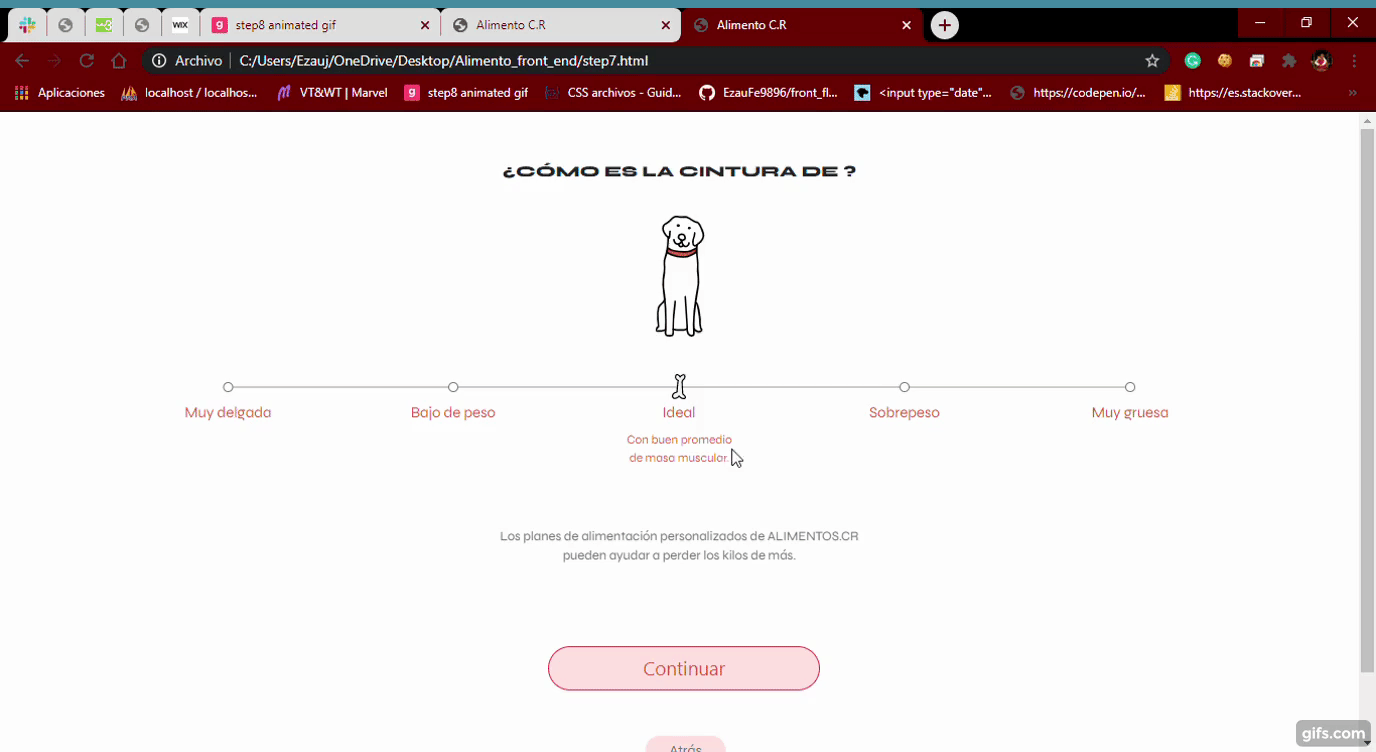 WIX
step8 animated gif
Alimento C.R
Alimento C.R
Archivo
C:/Users/Ezauj/OneDrive/Desktop/Alimento_front_end/step7.html
Aplicaciones
localhost / localhos...
VT&WT | Marvel
step8 animated gif
CSS archivos - Guid...
EzauFe9896/front_fl...
<input type="date"...
https://codepen.io/...
https://es.stackover...
»
¿CÓMO ES LA CINTURA DE ?
Muy delgada
Bajo de peso
Ideal
Sobrepeso
Muy gruesa
Con buen promedio
de masa muscular.
Los planes de alimentación personalizados de ALIMENTOS.CR
pueden ayudar a perder los kilos de más.
Continuar
Atrás
gifs.com